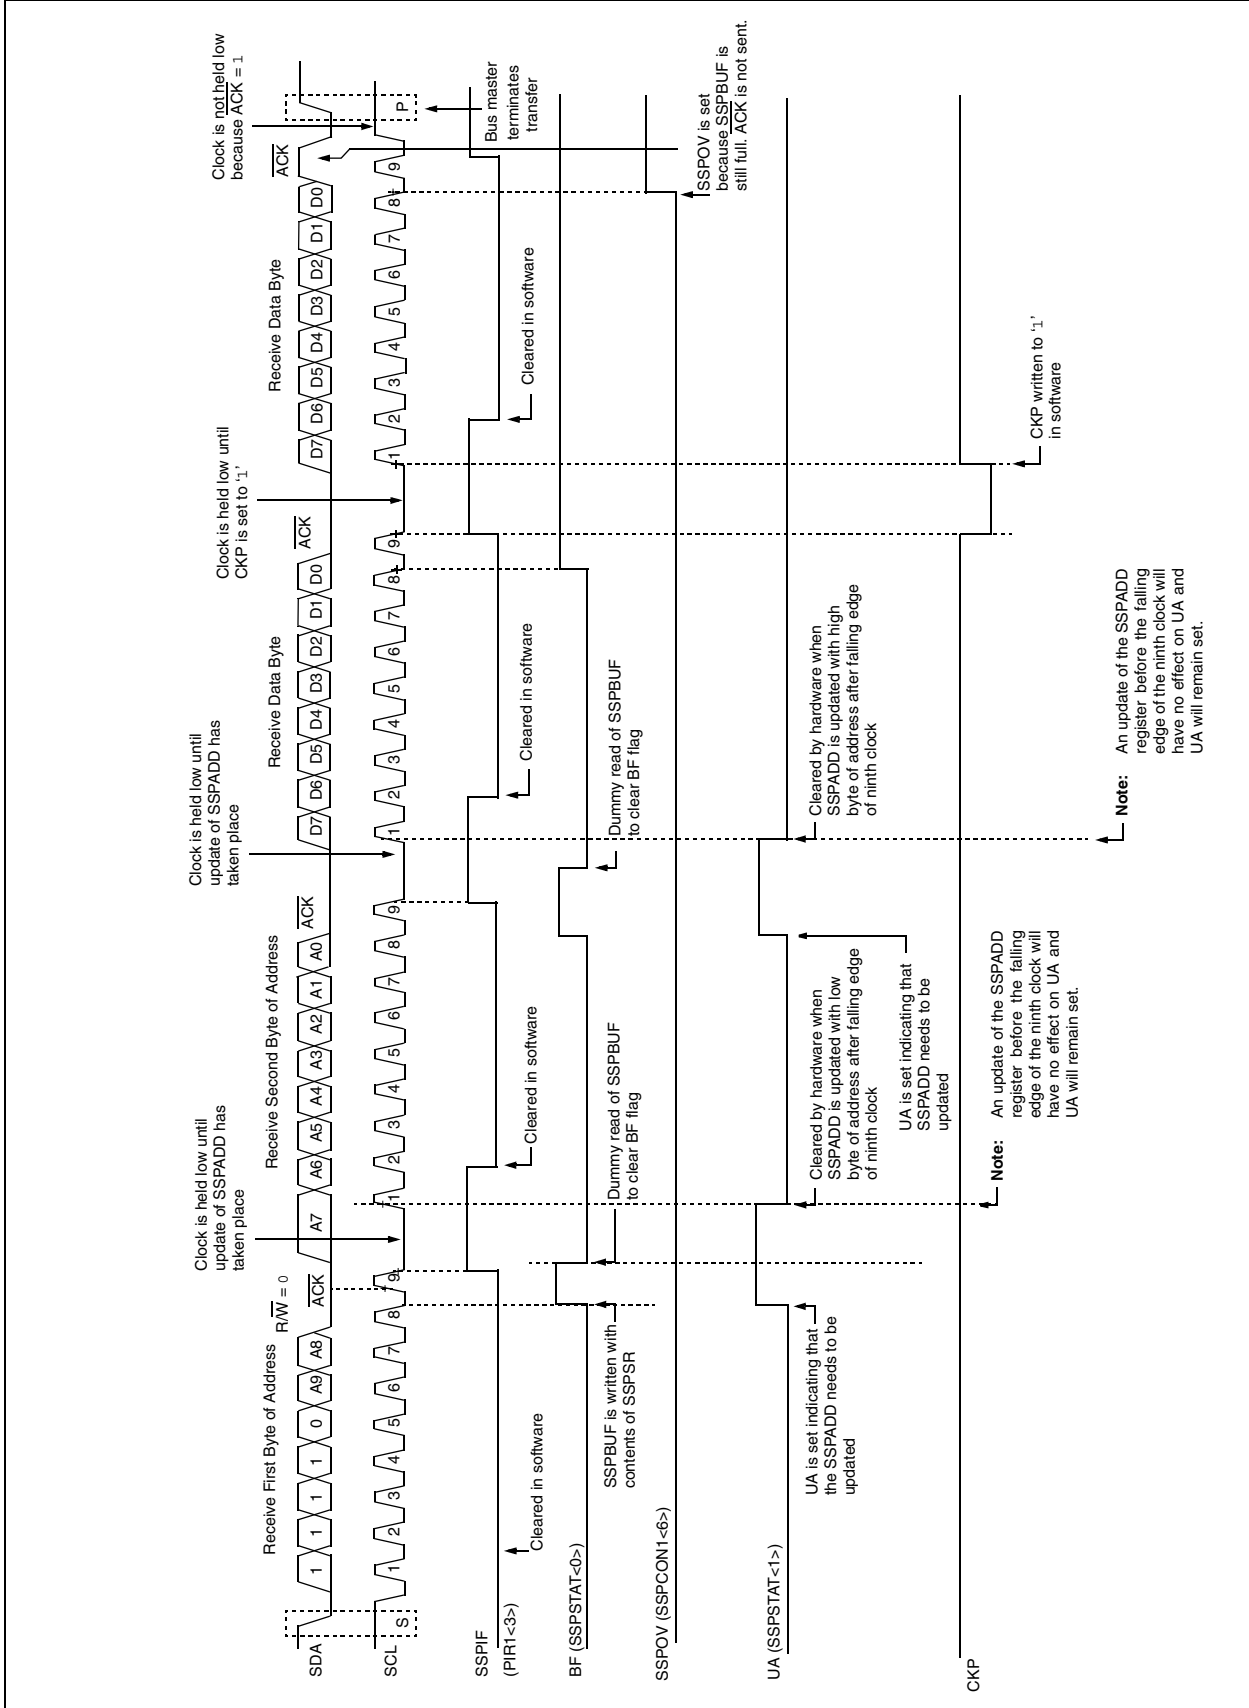 Receive First Byte of Address
R/W = 0
ACK
SDA
1
1
1
1
0
A9
A8
Clock is held low until
update of SSPADD has
taken place
Receive Second Byte of Address
A7
A6
A5
A4
A3
A2
A1
A0
ACK
Clock is held low until
update of SSPADD has
taken place
Receive Data Byte
D7
D6
D5
D4
D3
D2
D1
D0
ACK
Clock is held low until
CKP is set to ‘1’
Receive Data Byte
D7
D6
D5
D4
D3
D2
D1
D0
ACK
Clock is not held low
because ACK = 1
SCL
S
1
2
3
4
5
6
7
8
9
1
2
3
4
5
6
7
8
9
1
2
3
4
5
6
7
8
9
1
2
3
4
5
6
7
8
9
P
Bus master
terminates
transfer
SSPIF
(PIR1<3>)
Cleared in software
Cleared in software
Cleared in software
Cleared in software
BF (SSPSTAT<0>)
SSPBUF is written with
contents of SSPSR
Dummy read of SSPBUF
to clear BF flag
Dummy read of SSPBUF
to clear BF flag
SSPOV (SSPCON1<6>)
SSPOV is set
because SSPBUF is
still full. ACK is not sent.
UA (SSPSTAT<1>)
UA is set indicating that
the SSPADD needs to be
updated
Cleared by hardware when
SSPADD is updated with low
byte of address after falling edge
of ninth clock
UA is set indicating that
SSPADD needs to be
updated
Cleared by hardware when
SSPADD is updated with high
byte of address after falling edge
of ninth clock
CKP
CKP written to ‘1’
in software
Note: An update of the SSPADD
register before the falling
edge of the ninth clock will
have no effect on UA and
UA will remain set.
Note: An update of the SSPADD
register before the falling
edge of the ninth clock will
have no effect on UA and
UA will remain set.